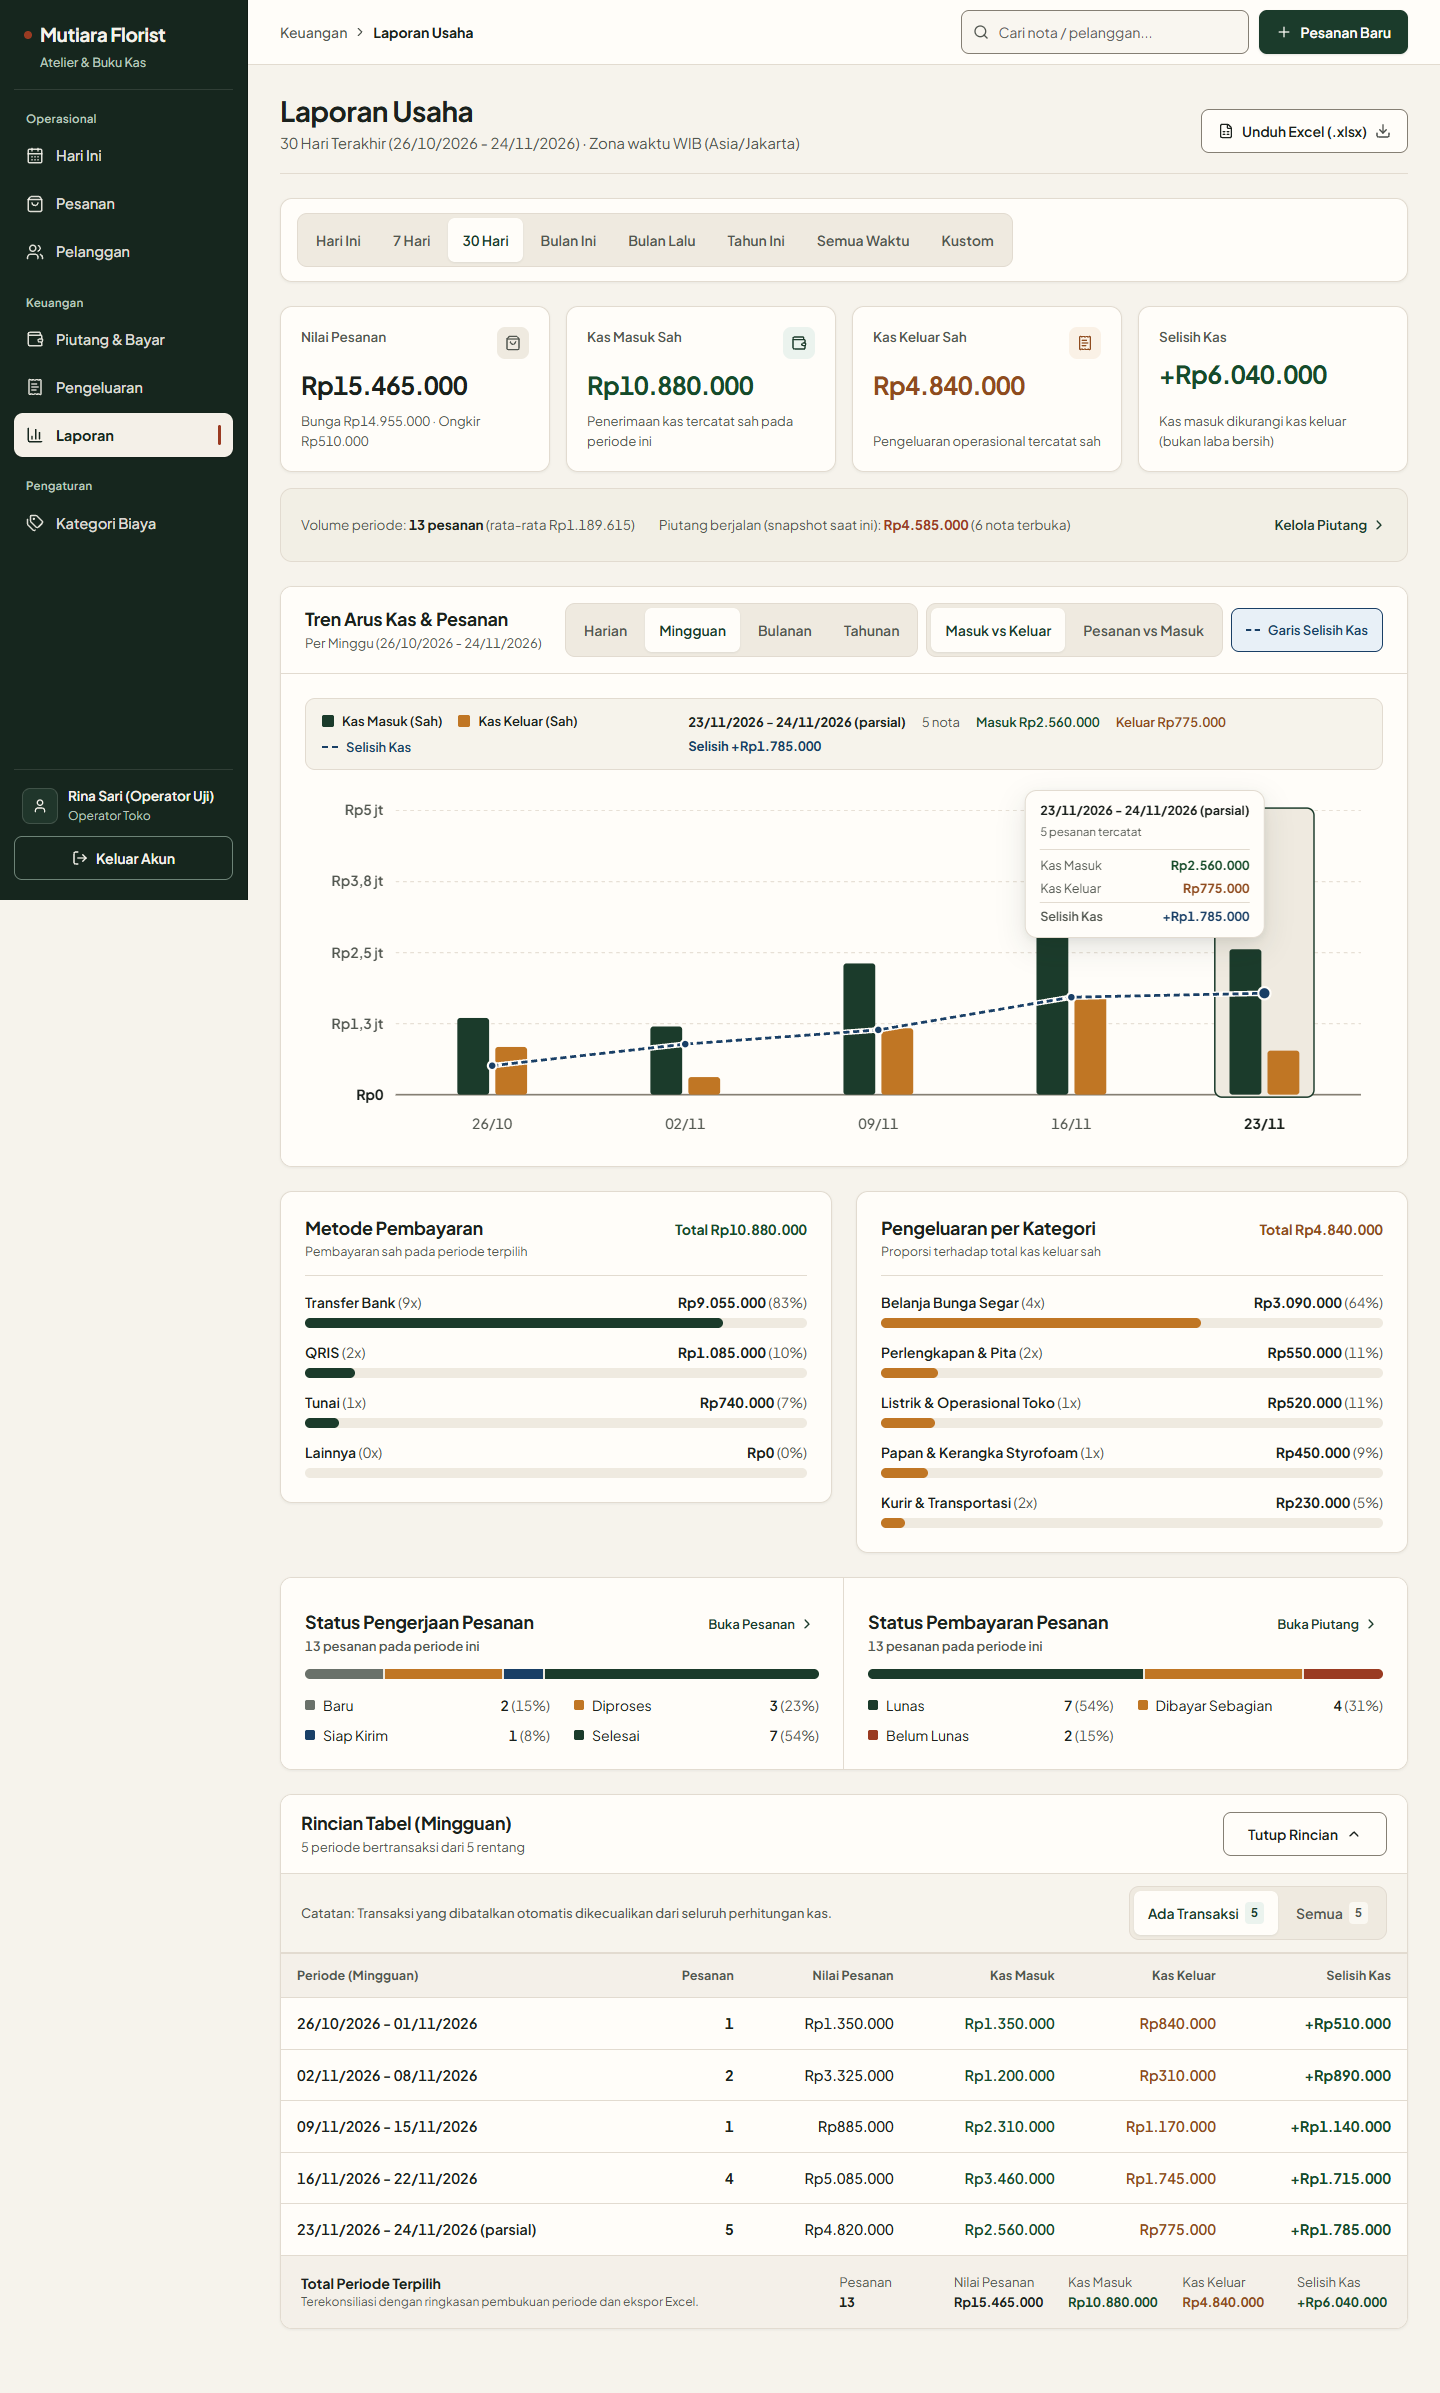 Mutiara Florist
Atelier & Buku Kas
Operasional
Hari Ini
Pesanan
Pelanggan
Keuangan
Piutang & Bayar
Pengeluaran
Laporan
Pengaturan
Kategori Biaya
Rina Sari (Operator Uji)
Operator Toko
Keluar Akun
Keuangan > Laporan Usaha
Cari nota / pelanggan...
+ Pesanan Baru
Laporan Usaha
30 Hari Terakhir (26/10/2026 - 24/11/2026) · Zona waktu WIB (Asia/Jakarta)
Unduh Excel (.xlsx)
Hari Ini 7 Hari 30 Hari Bulan Ini Bulan Lalu Tahun Ini Semua Waktu Kustom
Nilai Pesanan
Rp15.465.000
Bunga Rp14.955.000 · Ongkir
Rp510.000
Kas Masuk Sah
Rp10.880.000
Penerimaan kas tercatat sah pada
periode ini
Kas Keluar Sah
Rp4.840.000
Pengeluaran operasional tercatat sah
Selisih Kas
+Rp6.040.000
Kas masuk dikurangi kas keluar
(bukan laba bersih)
Volume periode: 13 pesanan (rata-rata Rp1.189.615) Piutang berjalan (snapshot saat ini): Rp4.585.000 (6 nota terbuka) Kelola Piutang >
Tren Arus Kas & Pesanan
Per Minggu (26/10/2026 - 24/11/2026)
Harian Mingguan Bulanan Tahunan
Masuk vs Keluar Pesanan vs Masuk
Garis Selisih Kas
Kas Masuk (Sah) Kas Keluar (Sah)
Selisih Kas
23/11/2026 - 24/11/2026 (parsial) 5 nota Masuk Rp2.560.000 Keluar Rp775.000
Selisih +Rp1.785.000
Rp5 jt
Rp3,8 jt
Rp2,5 jt
Rp1,3 jt
Rp0
23/11/2026 - 24/11/2026 (parsial)
5 pesanan tercatat
Kas Masuk Rp2.560.000
Kas Keluar Rp775.000
Selisih Kas +Rp1.785.000
26/10 02/11 09/11 16/11 23/11
Metode Pembayaran Total Rp10.880.000
Pembayaran sah pada periode terpilih
Transfer Bank (9x) Rp9.055.000 (83%)
QRIS (2x) Rp1.085.000 (10%)
Tunai (1x) Rp740.000 (7%)
Lainnya (0x) Rp0 (0%)
Pengeluaran per Kategori Total Rp4.840.000
Proporsi terhadap total kas keluar sah
Belanja Bunga Segar (4x) Rp3.090.000 (64%)
Perlengkapan & Pita (2x) Rp550.000 (11%)
Listrik & Operasional Toko (1x) Rp520.000 (11%)
Papan & Kerangka Styrofoam (1x) Rp450.000 (9%)
Kurir & Transportasi (2x) Rp230.000 (5%)
Status Pengerjaan Pesanan Buka Pesanan >
13 pesanan pada periode ini
Baru 2 (15%) Diproses 3 (23%)
Siap Kirim 1 (8%) Selesai 7 (54%)
Status Pembayaran Pesanan Buka Piutang >
13 pesanan pada periode ini
Lunas 7 (54%) Dibayar Sebagian 4 (31%)
Belum Lunas 2 (15%)
Rincian Tabel (Mingguan)
5 periode bertransaksi dari 5 rentang
Tutup Rincian
Catatan: Transaksi yang dibatalkan otomatis dikecualikan dari seluruh perhitungan kas.
Ada Transaksi 5 Semua 5
Periode (Mingguan) Pesanan Nilai Pesanan Kas Masuk Kas Keluar Selisih Kas
26/10/2026 - 01/11/2026 1 Rp1.350.000 Rp1.350.000 Rp840.000 +Rp510.000
02/11/2026 - 08/11/2026 2 Rp3.325.000 Rp1.200.000 Rp310.000 +Rp890.000
09/11/2026 - 15/11/2026 1 Rp885.000 Rp2.310.000 Rp1.170.000 +Rp1.140.000
16/11/2026 - 22/11/2026 4 Rp5.085.000 Rp3.460.000 Rp1.745.000 +Rp1.715.000
23/11/2026 - 24/11/2026 (parsial) 5 Rp4.820.000 Rp2.560.000 Rp775.000 +Rp1.785.000
Total Periode Terpilih
Terekonsiliasi dengan ringkasan pembukuan periode dan ekspor Excel.
Pesanan Nilai Pesanan Kas Masuk Kas Keluar Selisih Kas
13 Rp15.465.000 Rp10.880.000 Rp4.840.000 +Rp6.040.000